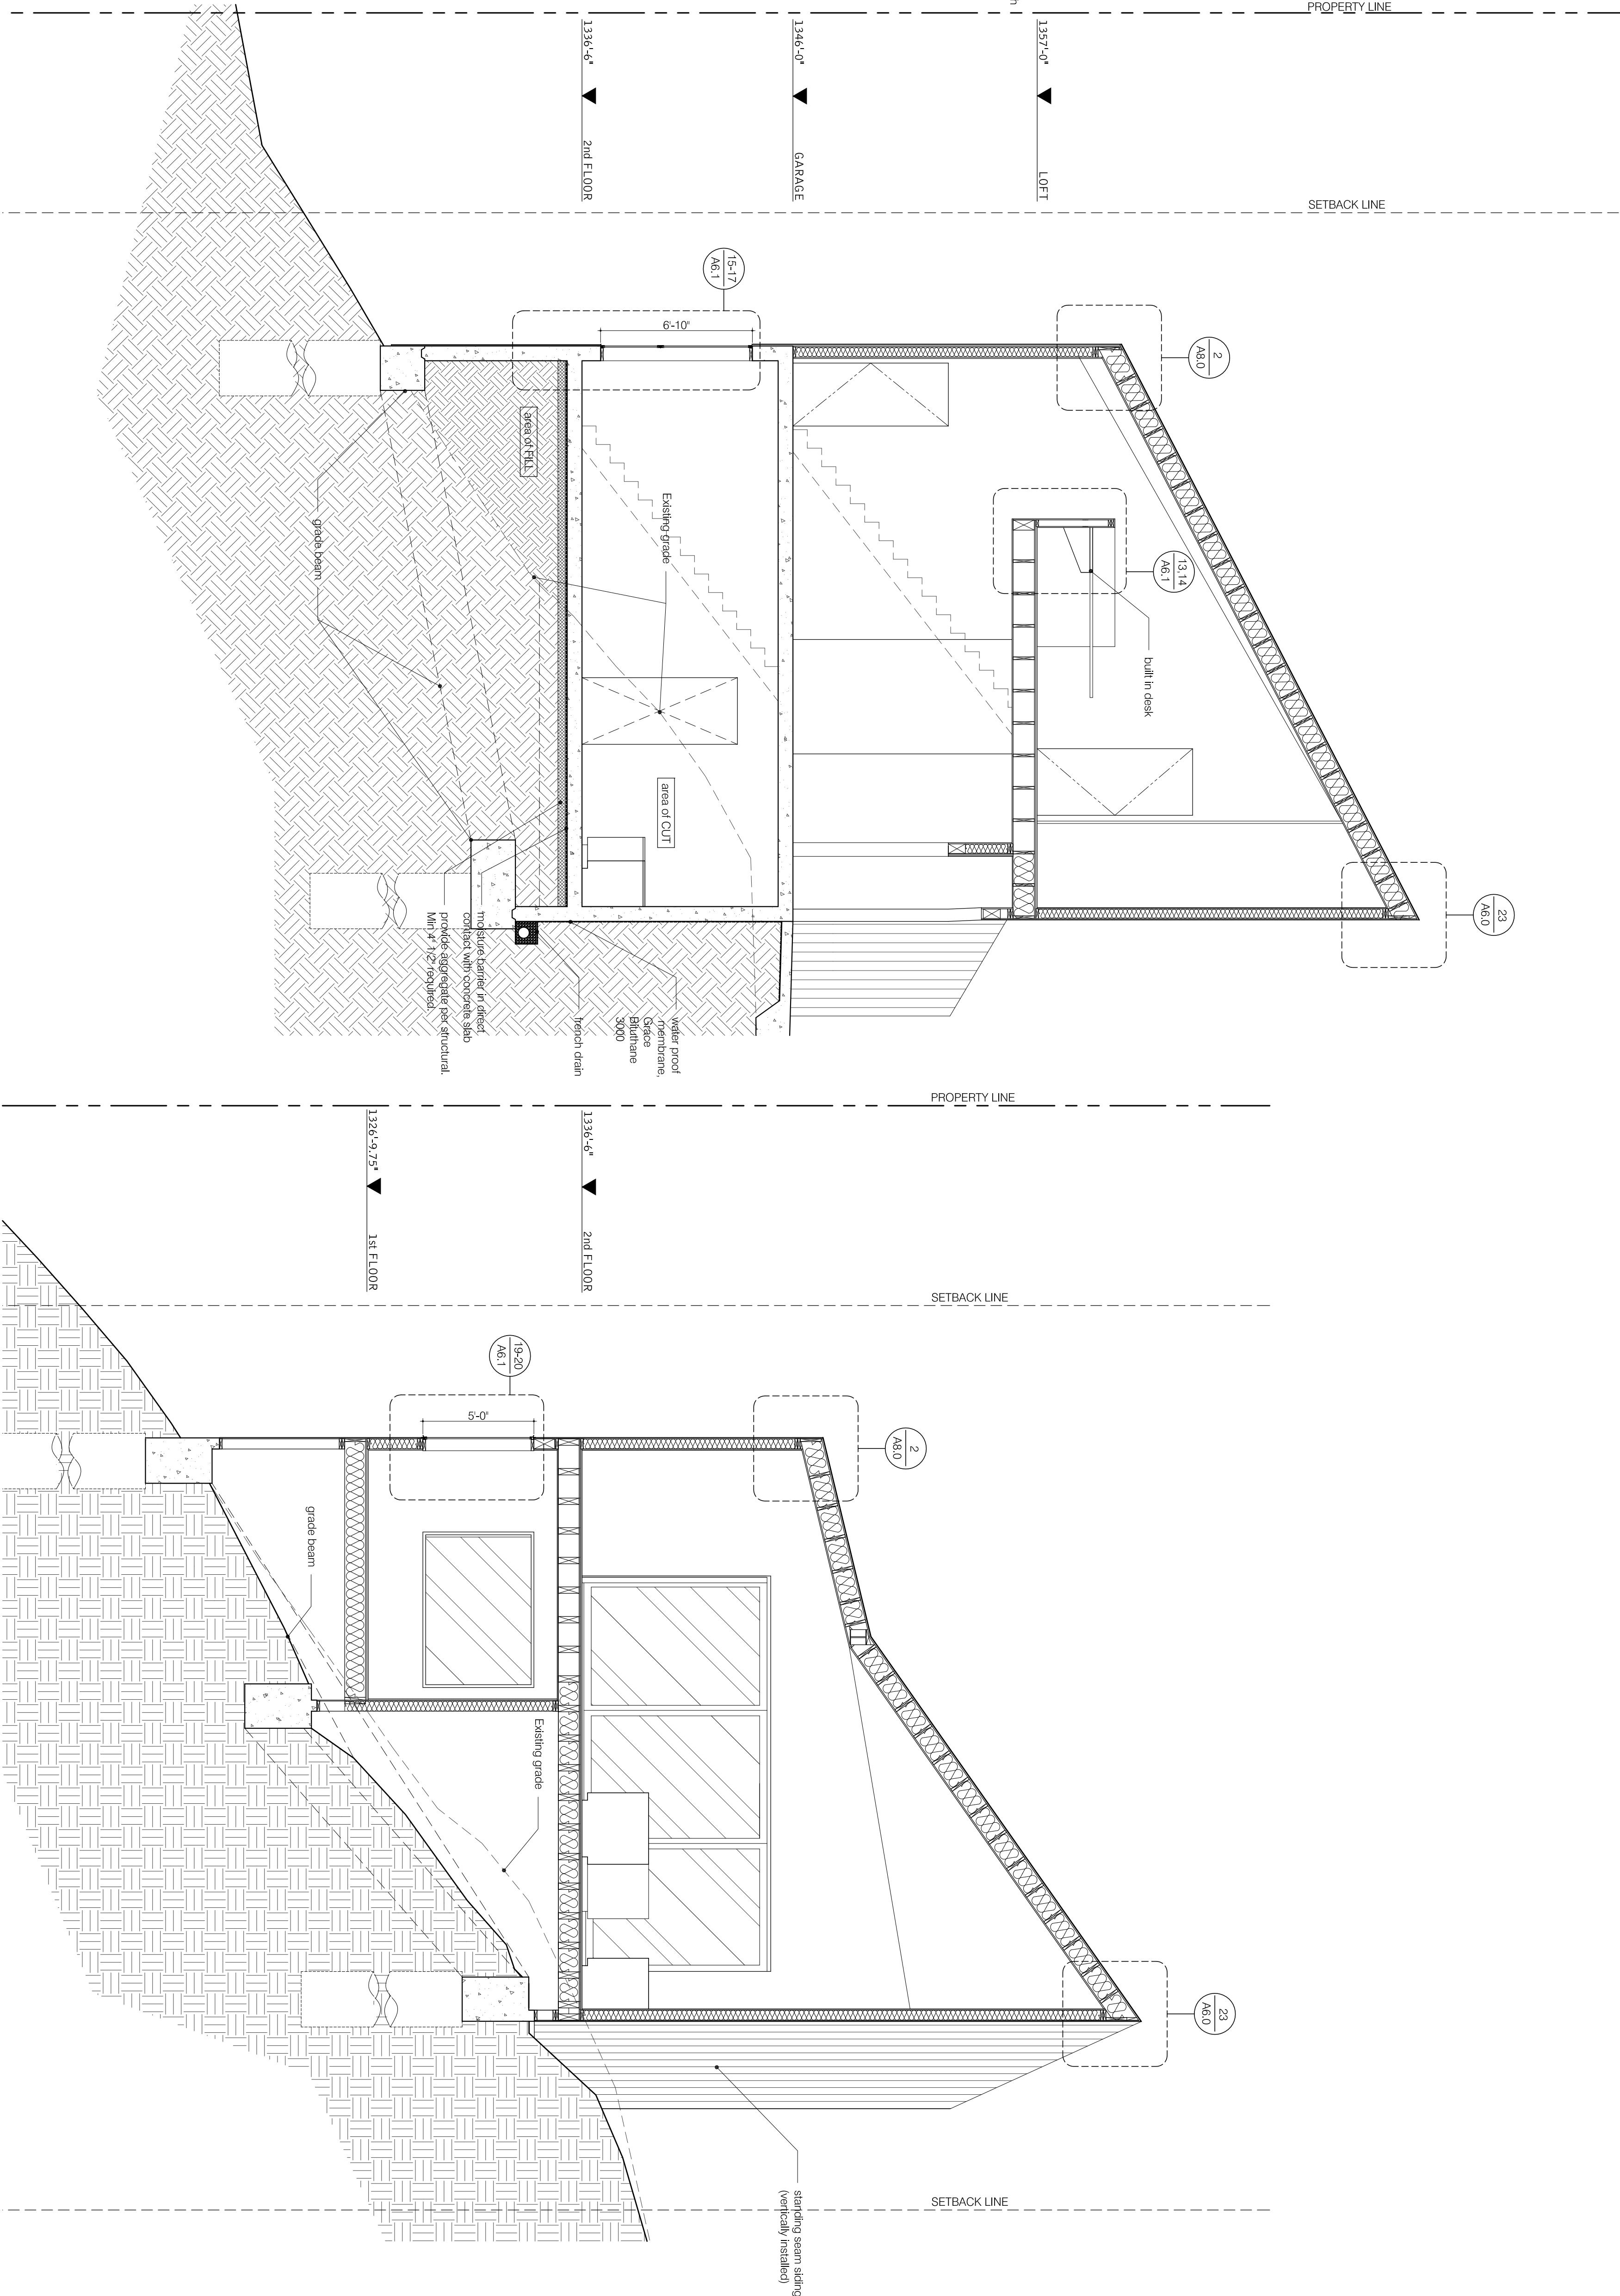 PROPERTY LINE
1336'-6"
2nd FLOOR
1346'-0"
GARAGE
1357'-0"
LOFT
SETBACK LINE
15-17
A6.1
6'-10"
2
A8.0
13,14
A6.1
built in desk
23
A6.0
area of FILL
Existing grade
grade beam
area of CUT
moisture barrier in direct
contact with concrete slab
provide aggregate per structural.
Min 4" 1/2" required.
water proof
membrane,
Grace
Bituthane
3000
french drain
PROPERTY LINE
1326'-9.75"
1st FLOOR
1336'-6"
2nd FLOOR
SETBACK LINE
19-20
A6.1
5'-0"
2
A8.0
grade beam
Existing grade
23
A6.0
standing seam siding
(vertically installed)
SETBACK LINE